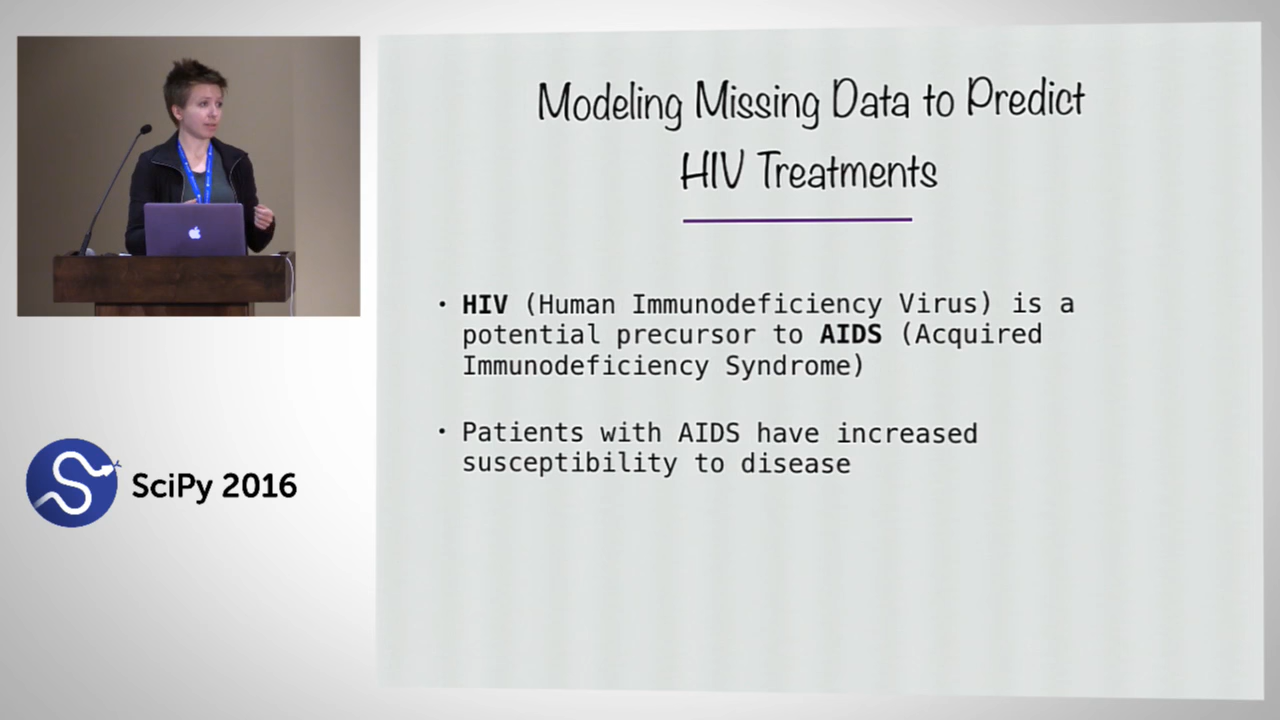 Modeling Missing Data to Predict
HIV Treatments
• HIV (Human Immunodeficiency Virus) is a
potential precursor to AIDS (Acquired
Immunodeficiency Syndrome)
• Patients with AIDS have increased
susceptibility to disease
SciPy 2016